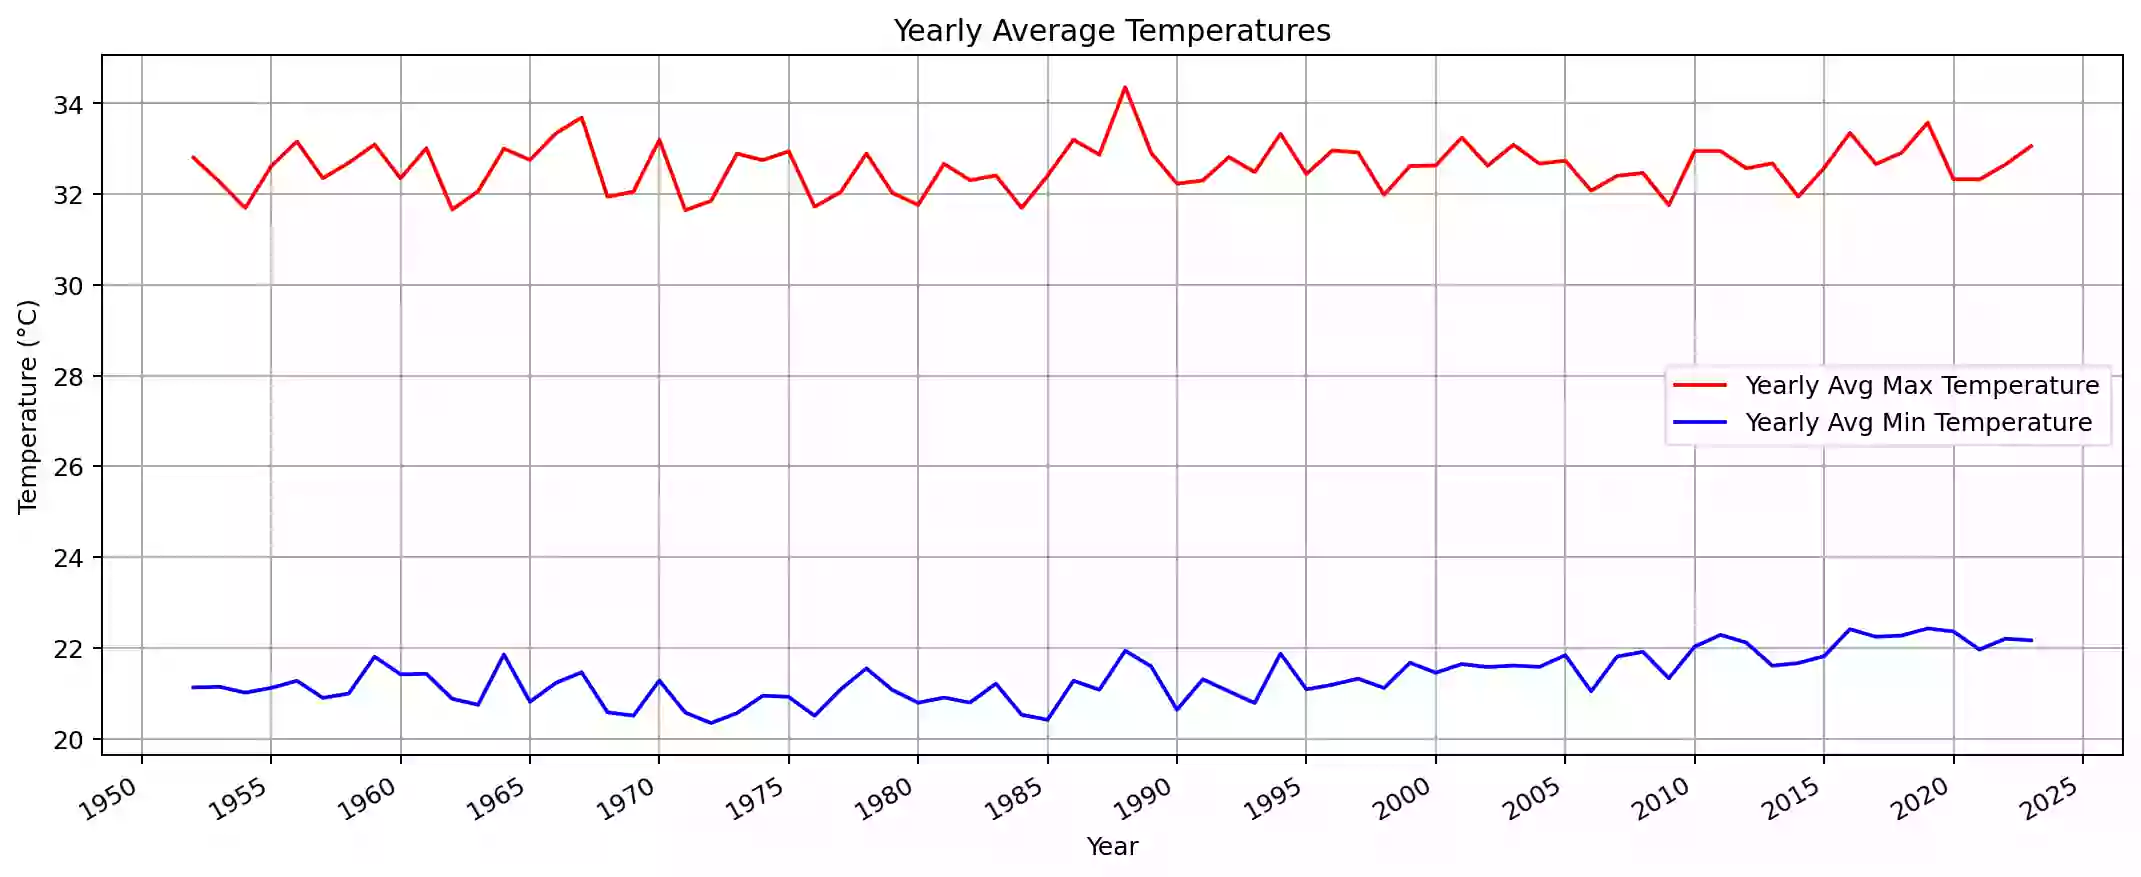 Yearly Average Temperatures
Temperature (°C)
34
32
30
28
26
24
22
20
Yearly Avg Max Temperature
Yearly Avg Min Temperature
1950 1955 1960 1965 1970 1975 1980 1985 1990 1995 2000 2005 2010 2015 2020 2025
Year